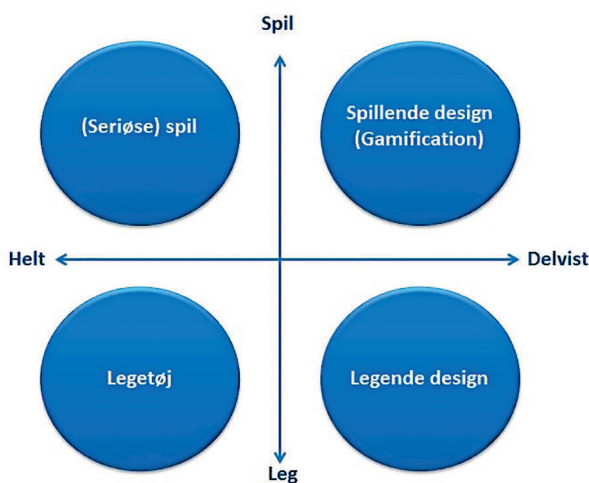 Spil
(Seriøse) spil
Spillende design
(Gamification)
Helt
Delvist
Legetøj
Legende design
Leg